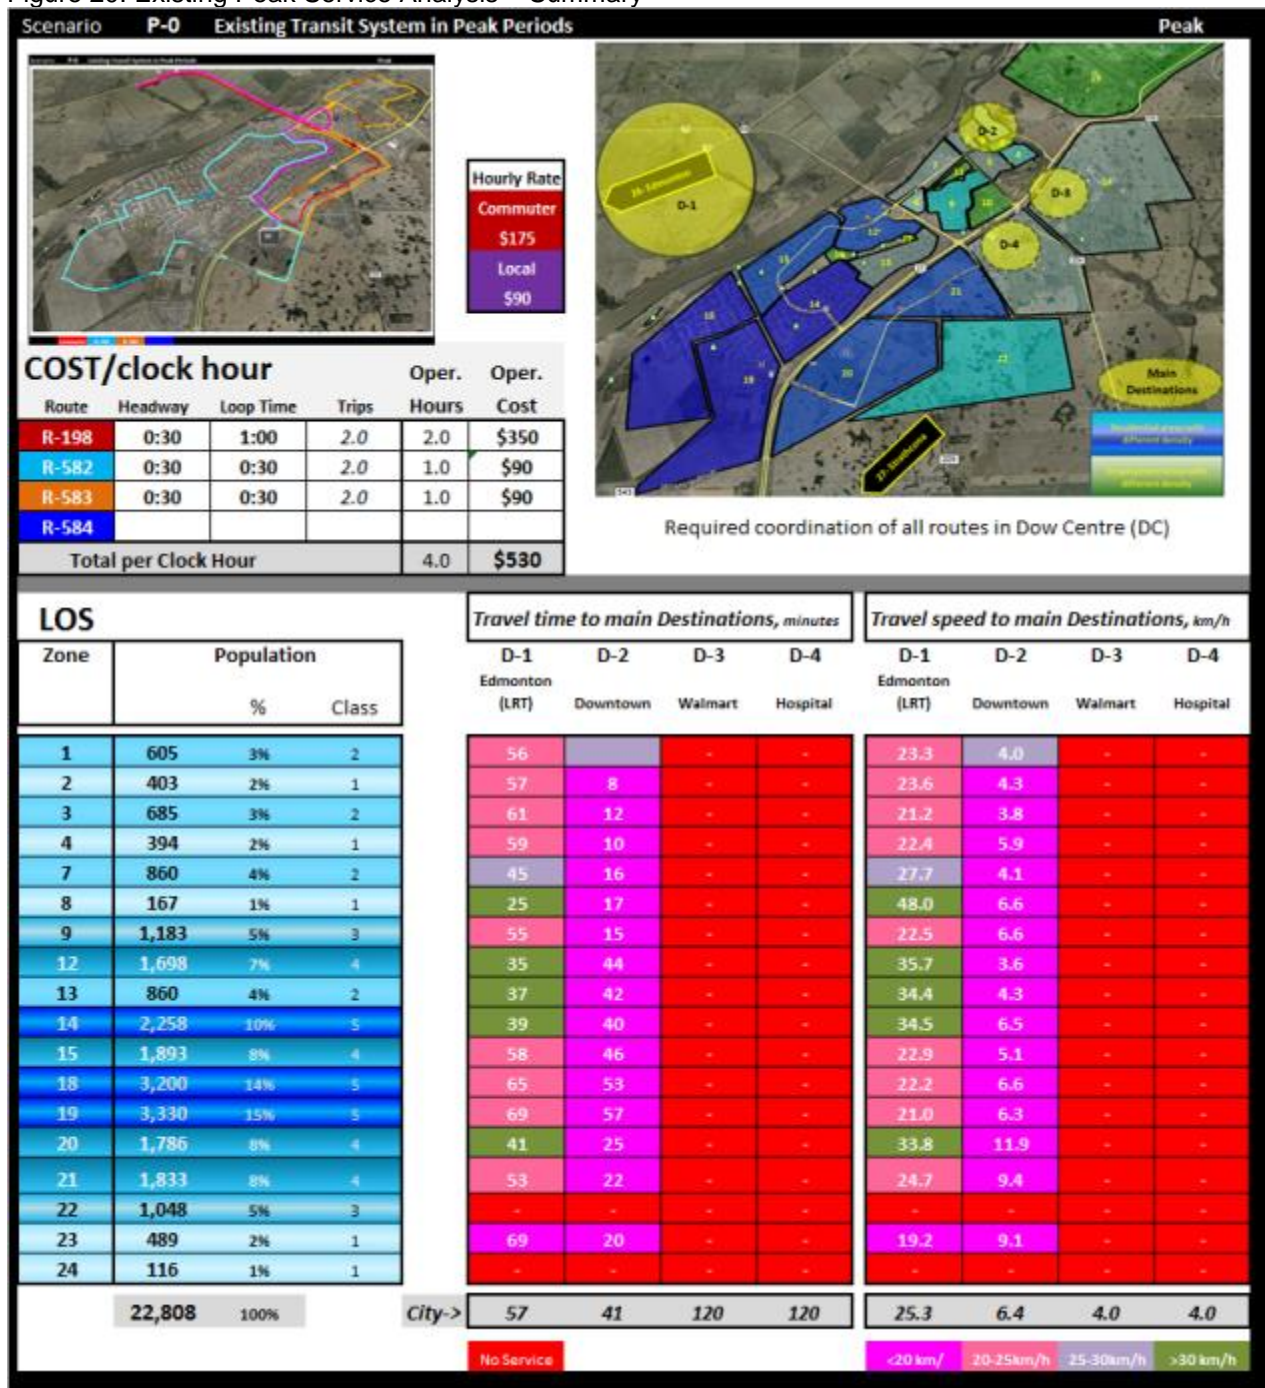 Figure 20: Existing Peak Service Analysis – Summary
Scenario P-0 Existing Transit System in Peak Periods Peak
Hourly Rate
Commuter
$175
Local
$90
D-1
D-2
D-3
D-4
16- Edmonton
27- Strathcona
Main
Destinations
COST/clock hour Oper. Oper.
Route Headway Loop Time Trips Hours Cost
R-198 0:30 1:00 2.0 2.0 $350
R-582 0:30 0:30 2.0 1.0 $90
R-583 0:30 0:30 2.0 1.0 $90
R-584
Total per Clock Hour 4.0 $530
Required coordination of all routes in Dow Centre (DC)
LOS Travel time to main Destinations, minutes Travel speed to main Destinations, km/h
Zone Population D-1 D-2 D-3 D-4 D-1 D-2 D-3 D-4
Edmonton Edmonton
% Class (LRT) Downtown Walmart Hospital (LRT) Downtown Walmart Hospital
1 605 3% 2 56 - - 23.3 4.0 - -
2 403 2% 1 57 8 - - 23.6 4.3 - -
3 685 3% 2 61 12 - - 21.2 3.8 - -
4 394 2% 1 59 10 - - 22.4 5.9 - -
7 860 4% 2 45 16 - - 27.7 4.1 - -
8 167 1% 1 25 17 - - 48.0 6.6 - -
9 1,183 5% 3 55 15 - - 22.5 6.6 - -
12 1,698 7% 4 35 44 - - 35.7 3.6 - -
13 860 4% 2 37 42 - - 34.4 4.3 - -
14 2,258 10% 5 39 40 - - 34.5 6.5 - -
15 1,893 8% 4 58 46 - - 22.9 5.1 - -
18 3,200 14% 5 65 53 - - 22.2 6.6 - -
19 3,330 15% 5 69 57 - - 21.0 6.3 - -
20 1,786 8% 4 41 25 - - 33.8 11.9 - -
21 1,833 8% 4 53 22 - - 24.7 9.4 - -
22 1,048 5% 3 - - - - - - - -
23 489 2% 1 69 20 - - 19.2 9.1 - -
24 116 1% 1 - - - - - - - -
22,808 100% City-> 57 41 120 120 25.3 6.4 4.0 4.0
No Service <20 km/ 20-25km/h 25-30km/h >30 km/h